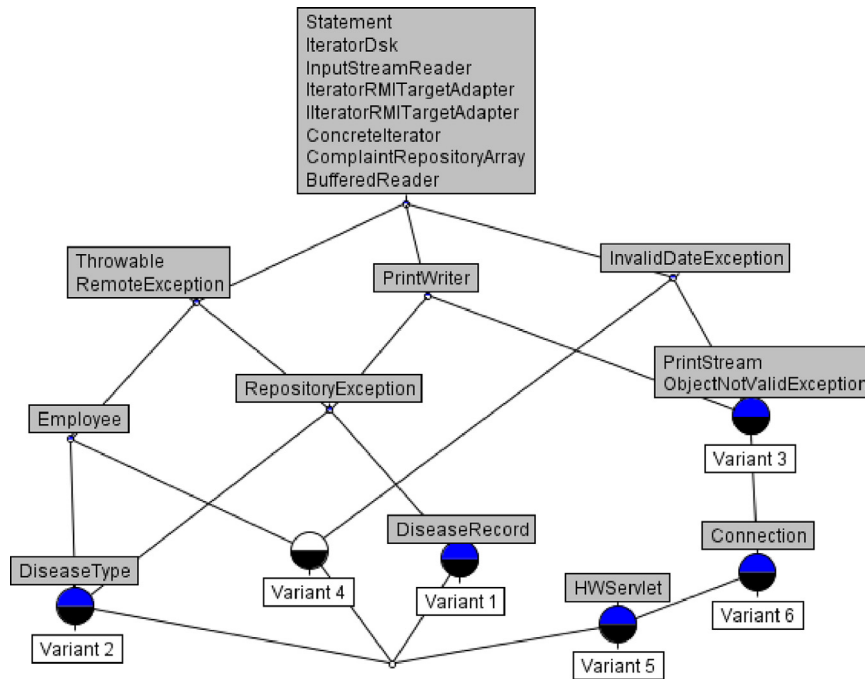 Statement
IteratorDsk
InputStreamReader
IteratorRMITargetAdapter
IIteratorRMITargetAdapter
ConcreteIterator
ComplaintRepositoryArray
BufferedReader
Throwable
RemoteException
PrintWriter
InvalidDateException
PrintStream
ObjectNotValidException
RepositoryException
Employee
Variant 3
DiseaseRecord
Connection
DiseaseType
Variant 4
Variant 1
HWServlet
Variant 6
Variant 2
Variant 5